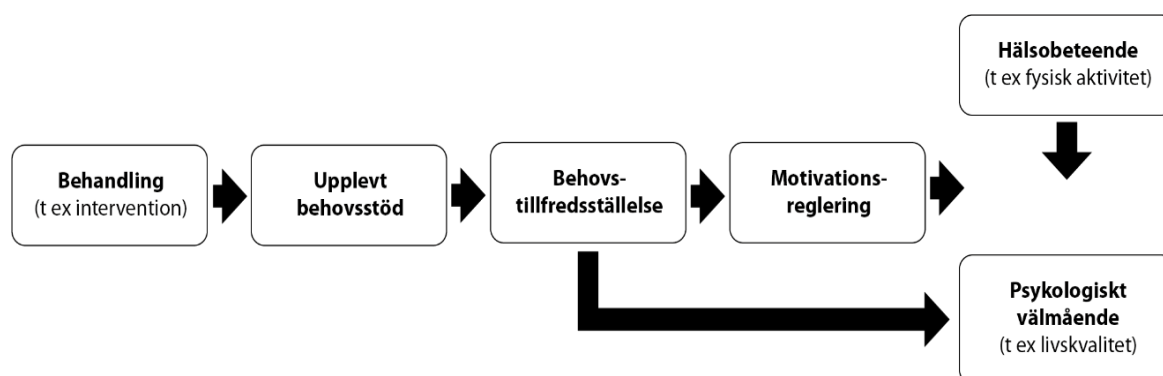 Hälsobeteende
(t ex fysisk aktivitet)
Behandling
(t ex intervention)
Upplevt
behovsstöd
Behovs-
tillfredsställelse
Motivations-
reglering
Psykologiskt
välmående
(t ex livskvalitet)